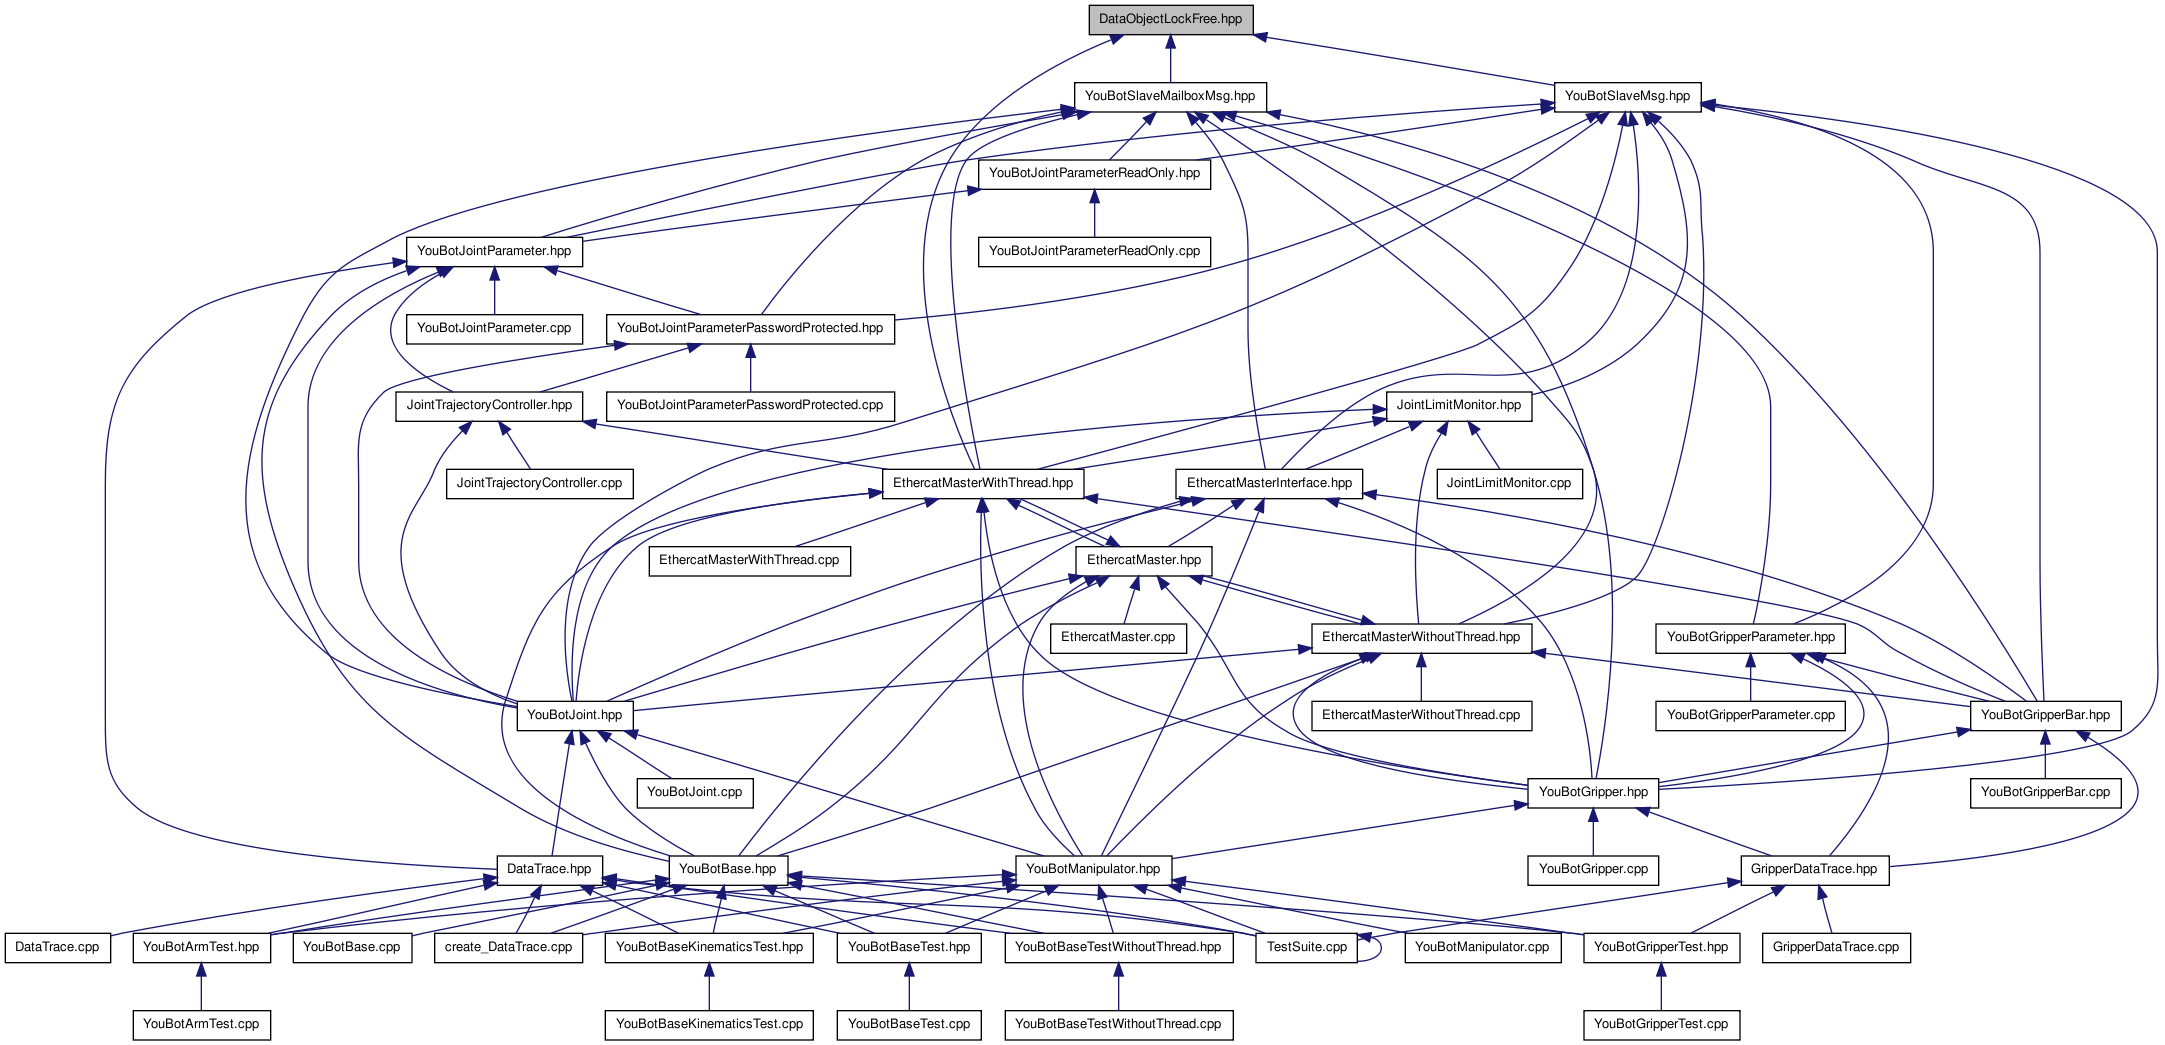 DataObjectLockFree.hpp
YouBotSlaveMailboxMsg.hpp
YouBotSlaveMsg.hpp
YouBotJointParameterReadOnly.hpp
YouBotJointParameter.hpp
YouBotJointParameterReadOnly.cpp
YouBotJointParameter.cpp
YouBotJointParameterPasswordProtected.hpp
JointTrajectoryController.hpp
YouBotJointParameterPasswordProtected.cpp
JointLimitMonitor.hpp
JointTrajectoryController.cpp
EthercatMasterWithThread.hpp
EthercatMasterInterface.hpp
JointLimitMonitor.cpp
EthercatMasterWithThread.cpp
EthercatMaster.hpp
EthercatMaster.cpp
EthercatMasterWithoutThread.hpp
YouBotGripperParameter.hpp
YouBotJoint.hpp
EthercatMasterWithoutThread.cpp
YouBotGripperParameter.cpp
YouBotGripperBar.hpp
YouBotJoint.cpp
YouBotGripper.hpp
YouBotGripperBar.cpp
DataTrace.hpp
YouBotBase.hpp
YouBotManipulator.hpp
YouBotGripper.cpp
GripperDataTrace.hpp
DataTrace.cpp
YouBotArmTest.hpp
YouBotBase.cpp
create_DataTrace.cpp
YouBotBaseKinematicsTest.hpp
YouBotBaseTest.hpp
YouBotBaseTestWithoutThread.hpp
TestSuite.cpp
YouBotManipulator.cpp
YouBotGripperTest.hpp
GripperDataTrace.cpp
YouBotArmTest.cpp
YouBotBaseKinematicsTest.cpp
YouBotBaseTest.cpp
YouBotBaseTestWithoutThread.cpp
YouBotGripperTest.cpp